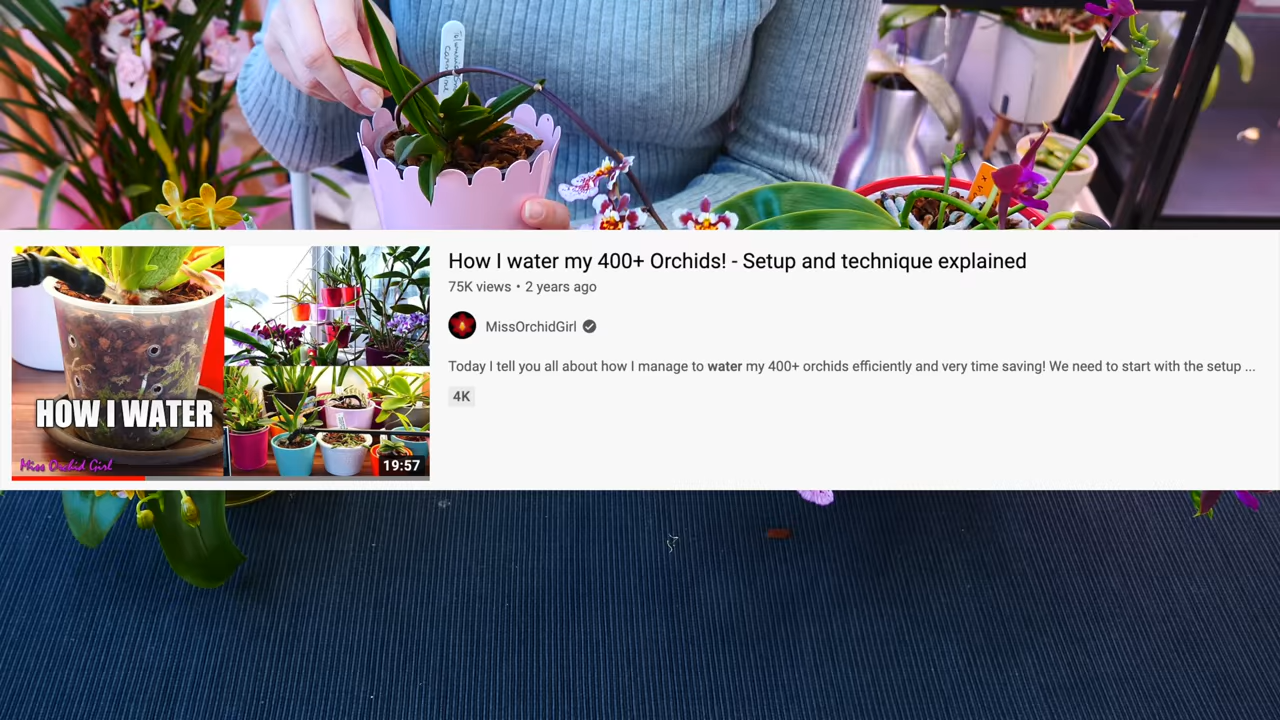 How I water my 400+ Orchids! - Setup and technique explained
75K views • 2 years ago
MissOrchidGirl
Today I tell you all about how I manage to water my 400+ orchids efficiently and very time saving! We need to start with the setup ...
4K
HOW I WATER
Miss Orchid Girl
19:57